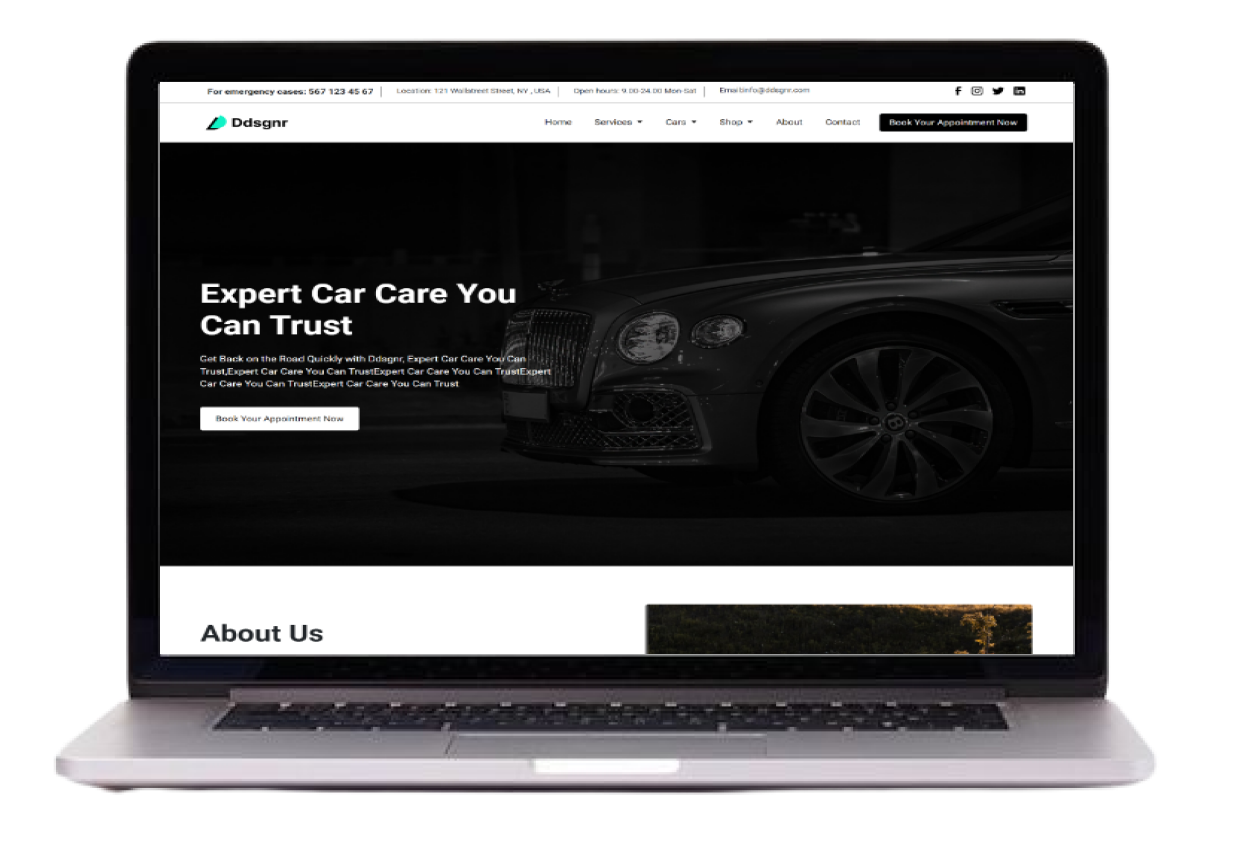 For emergency cases: 567 123 45 67 | Location: 121 Wallstreet Street, NY , USA | Open hours: 9.00-24.00 Mon-Sat | Email:info@ddsgnr.com
Ddsgnr Home Services Cars Shop About Contact Book Your Appointment Now
Expert Car Care You
Can Trust
Get Back on the Road Quickly with Ddsgnr, Expert Car Care You Can
Trust,Expert Car Care You Can TrustExpert Car Care You Can TrustExpert
Car Care You Can TrustExpert Car Care You Can Trust
Book Your Appointment Now
About Us